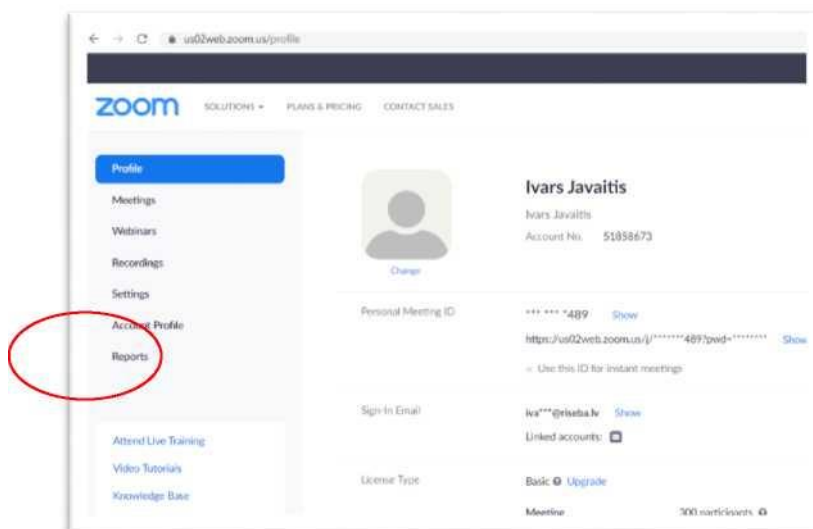 us02web.zoom.us/profile
zoom SOLUTIONS PLANS & PRICING CONTACT SALES
Profile
Meetings
Webinars
Recordings
Settings
Account Profile
Reports
Attend Live Training
Video Tutorials
Knowledge Base
Change
Ivars Javaitis
Ivars Javaitis
Account No. 51858673
Personal Meeting ID *** *** *489 Show
https://us02web.zoom.us/j/*******489?pwd=******** Show
Use this ID for instant meetings
Sign-In Email iva***@riseba.lv Show
Linked accounts:
License Type Basic Upgrade
Meeting 300 participants